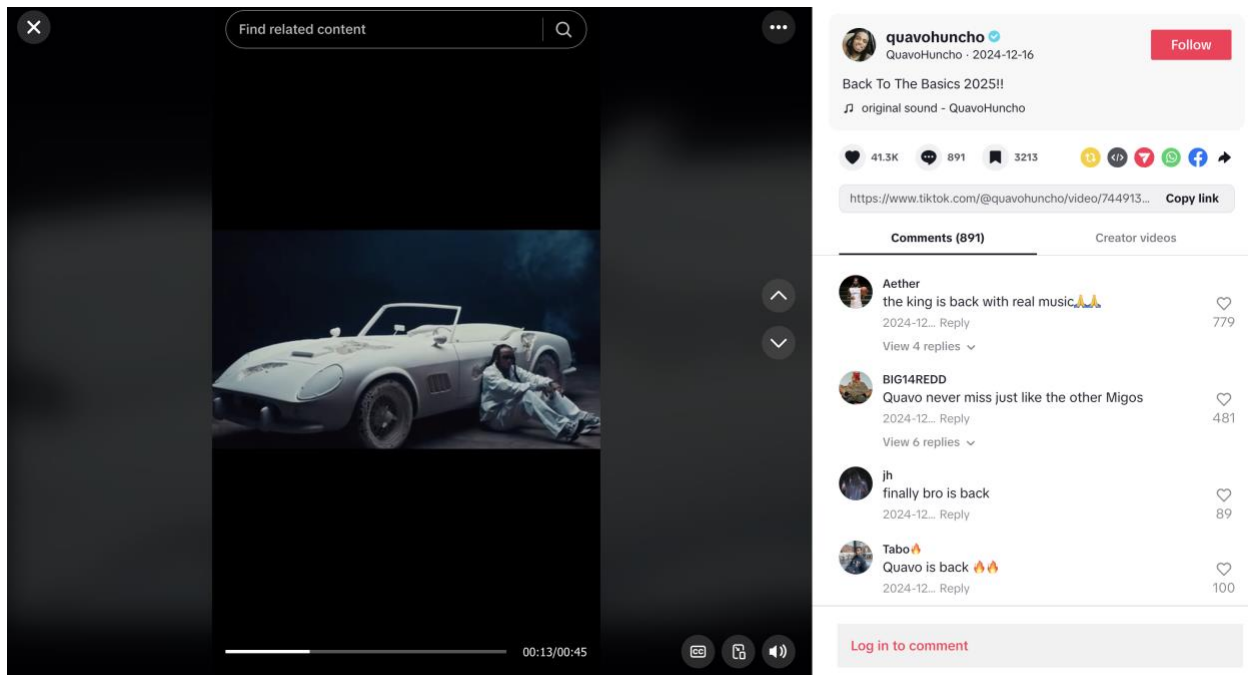 Find related content
00:13/00:45
quavohuncho
QuavoHuncho · 2024-12-16
Follow
Back To The Basics 2025!!
original sound - QuavoHuncho
41.3K
891
3213
https://www.tiktok.com/@quavohuncho/video/744913...
Copy link
Comments (891)
Creator videos
Aether
the king is back with real music🙏🙏
2024-12... Reply
779
View 4 replies
BIG14REDD
Quavo never miss just like the other Migos
2024-12... Reply
481
View 6 replies
jh
finally bro is back
2024-12... Reply
89
Tabo🔥
Quavo is back 🔥🔥
2024-12... Reply
100
Log in to comment